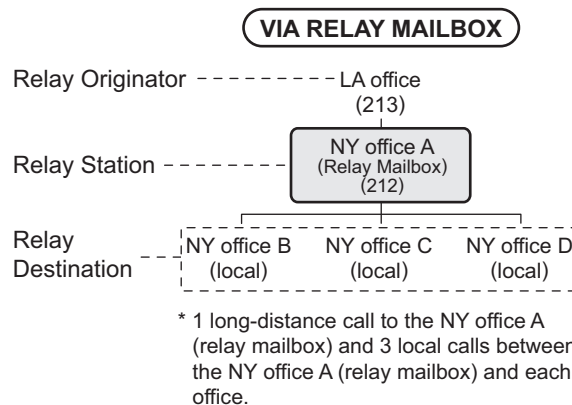 VIA RELAY MAILBOX
Relay Originator
LA office
(213)
Relay Station
NY office A
(Relay Mailbox)
(212)
Relay
Destination
NY office B
(local)
NY office C
(local)
NY office D
(local)
* 1 long-distance call to the NY office A
(relay mailbox) and 3 local calls between
the NY office A (relay mailbox) and each
office.